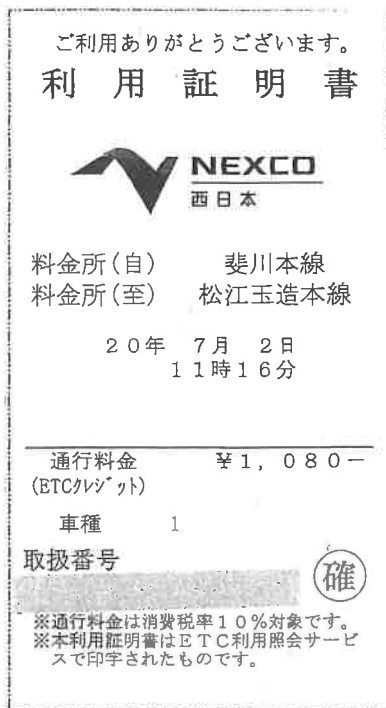 ご利用ありがとうございます。
利用証明書
NEXCO
西日本
料金所(自) 斐川本線
料金所(至) 松江玉造本線
20年 7月 2日
11時16分
通行料金 ¥1,080−
(ETCクレジット)
車種 1
取扱番号
確
※通行料金は消費税率10%対象です。
※本利用証明書はETC利用照会サービ
スで印字されたものです。